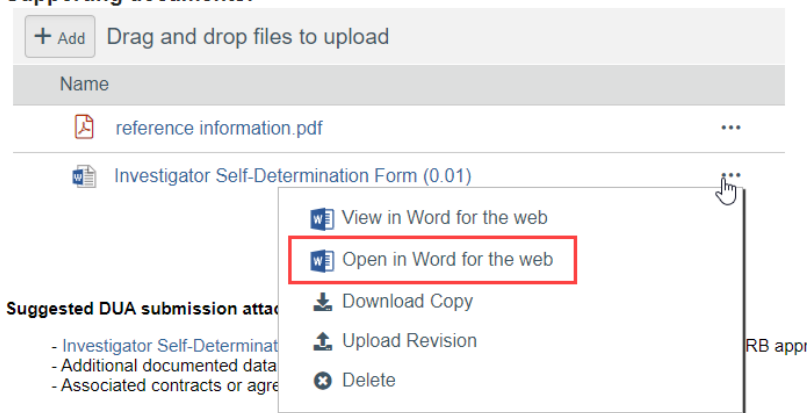 Supporting documents:
+ Add Drag and drop files to upload
Name
reference information.pdf ...
Investigator Self-Determination Form (0.01) ...
View in Word for the web
Open in Word for the web
Suggested DUA submission attac
Download Copy
- Investigator Self-Determinat
Upload Revision
RB appr
- Additional documented data
- Associated contracts or agre
Delete